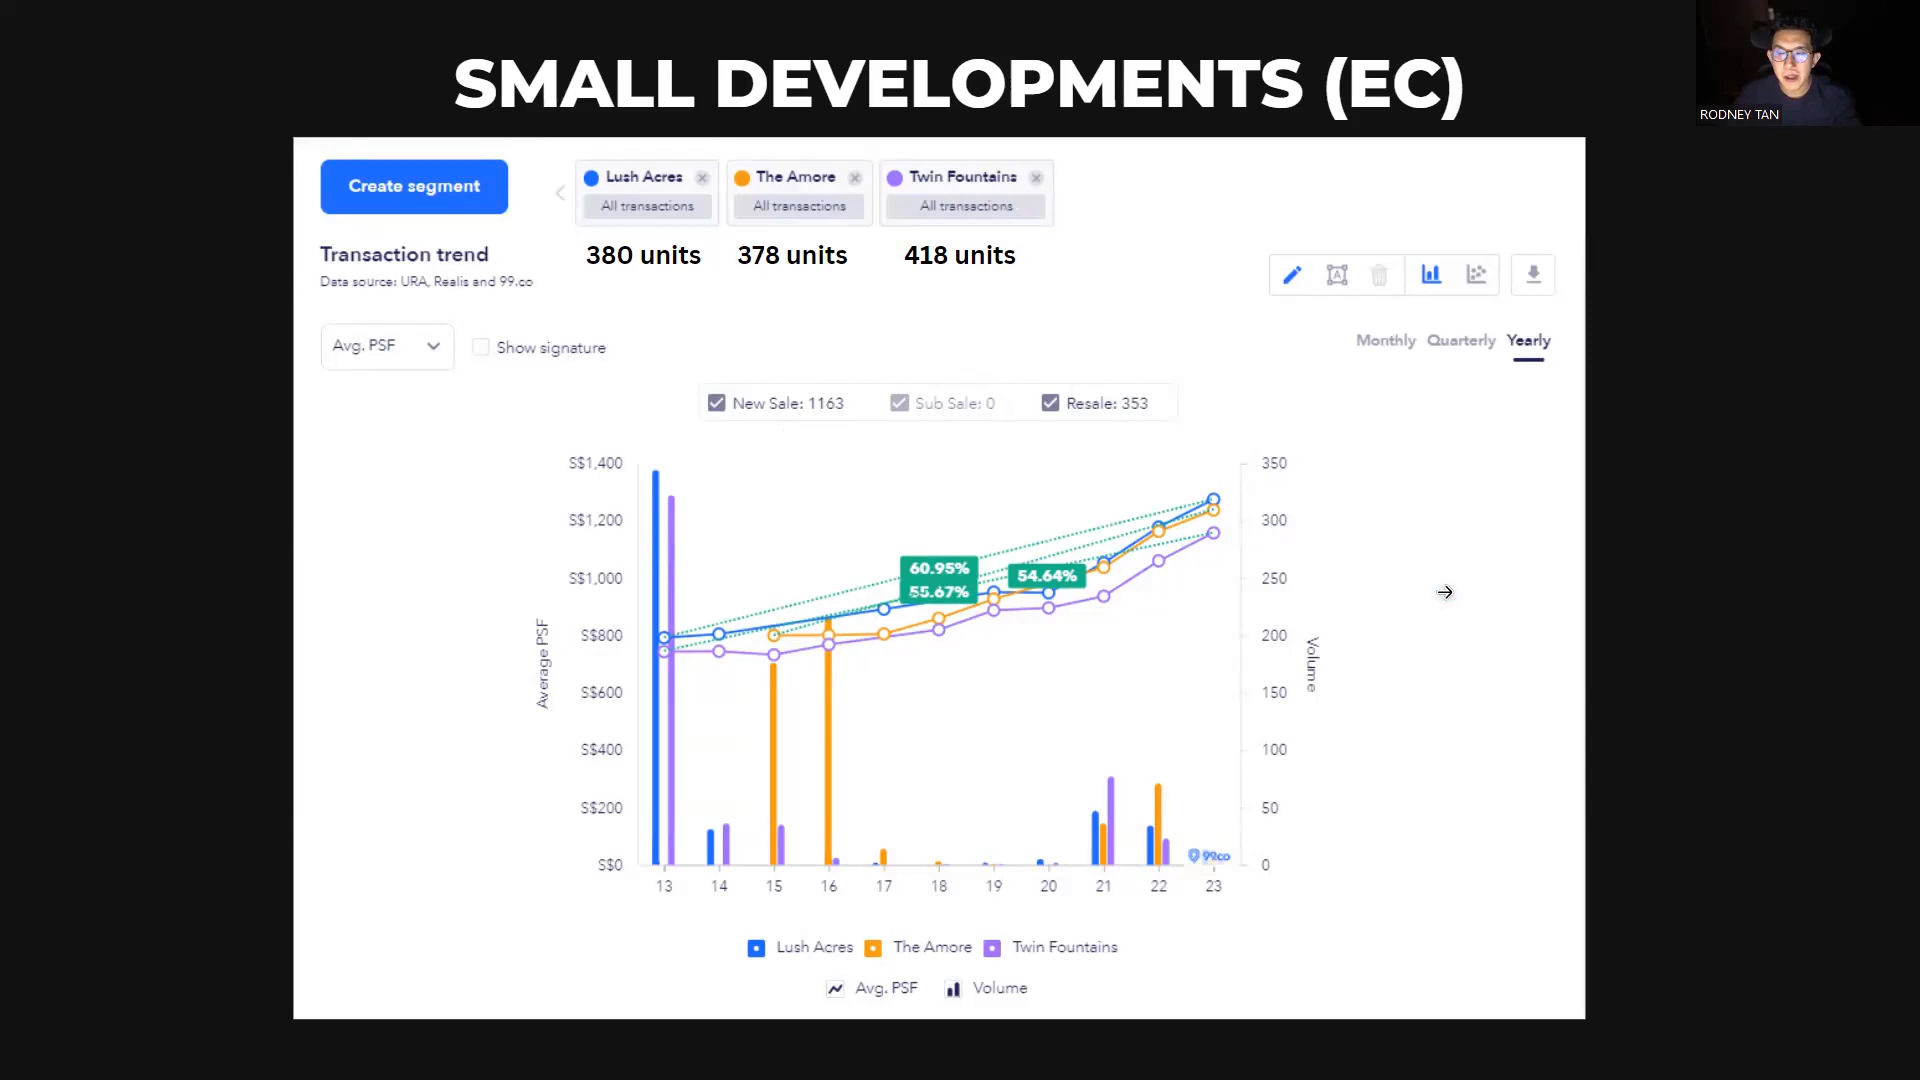 SMALL DEVELOPMENTS (EC)
RODNEY TAN
Create segment
Lush Acres
The Amore
Twin Fountains
All transactions
All transactions
All transactions
380 units
378 units
418 units
Transaction trend
Data source: URA, Realis and 99.co
Avg. PSF
Show signature
Monthly
Quarterly
Yearly
New Sale: 1163
Sub Sale: 0
Resale: 353
Average PSF
S$1,400
S$1,200
S$1,000
S$800
S$600
S$400
S$200
S$0
60.95%
55.67%
54.64%
350
300
250
200
150
100
50
0
Volume
99co
13 14 15 16 17 18 19 20 21 22 23
Lush Acres The Amore Twin Fountains
Avg. PSF Volume